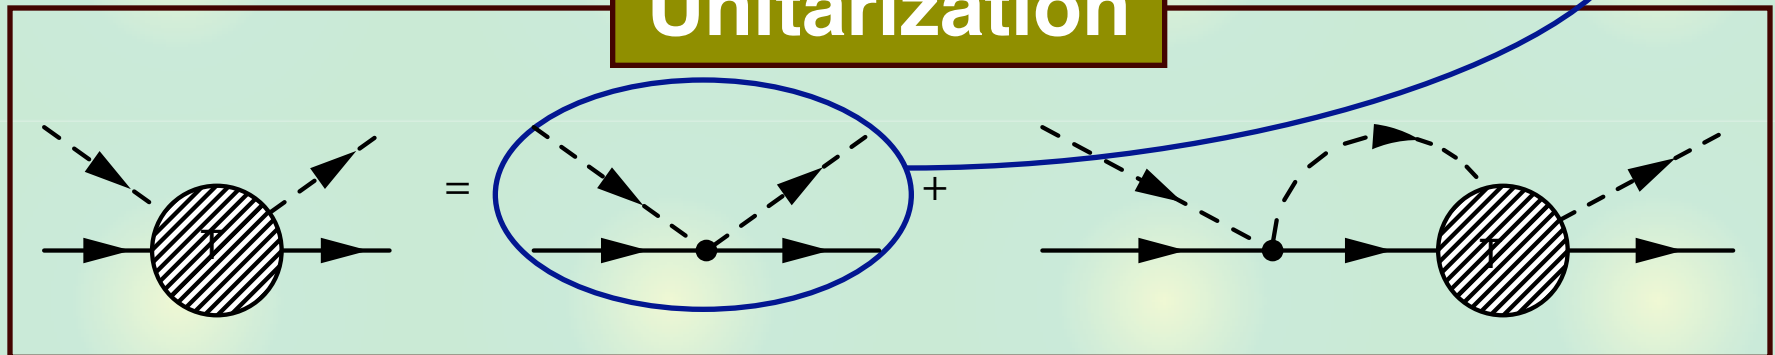 Unitarization
T = + T